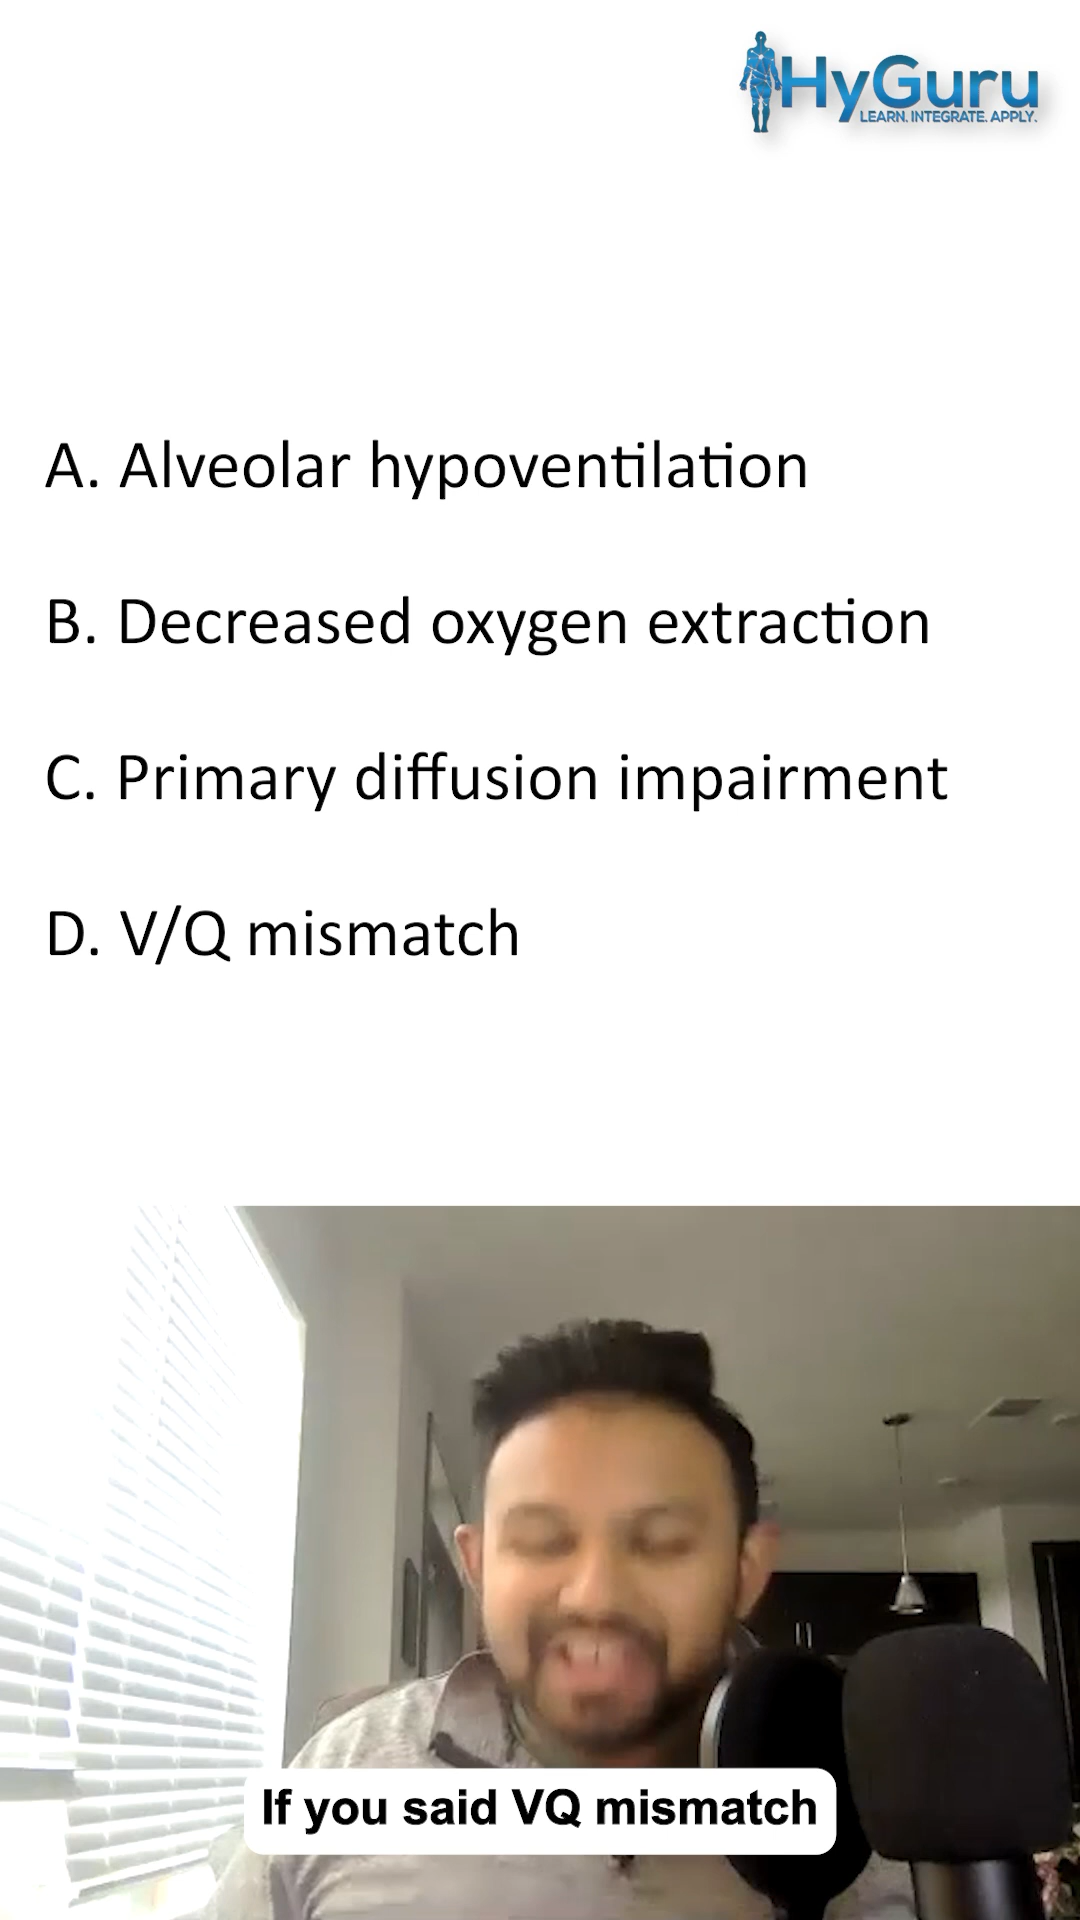 HyGuru
LEARN. INTEGRATE. APPLY.
A. Alveolar hypoventilation
B. Decreased oxygen extraction
C. Primary diffusion impairment
D. V/Q mismatch
If you said VQ mismatch